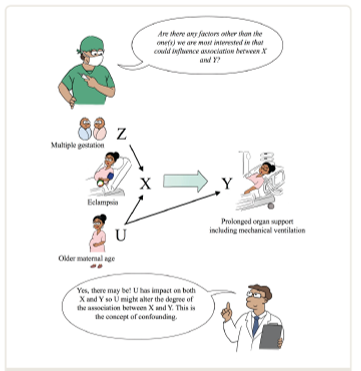 Are there any factors other than the
one(s) we are most interested in that
could influence association between X
and Y?
Z
Multiple gestation
X
Y
Eclampsia
Prolonged organ support
including mechanical ventilation
U
Older maternal age
Yes, there may be! U has impact on both
X and Y so U might alter the degree of
the association between X and Y. This is
the concept of confounding.